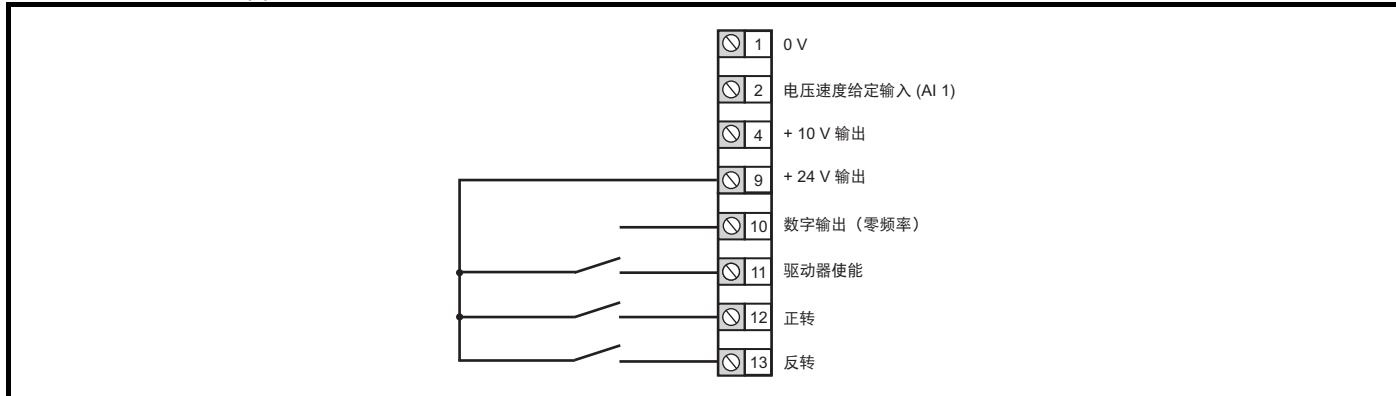 1 0 V
2 电压速度给定输入 (AI 1)
4 + 10 V 输出
9 + 24 V 输出
10 数字输出（零频率）
11 驱动器使能
12 正转
13 反转